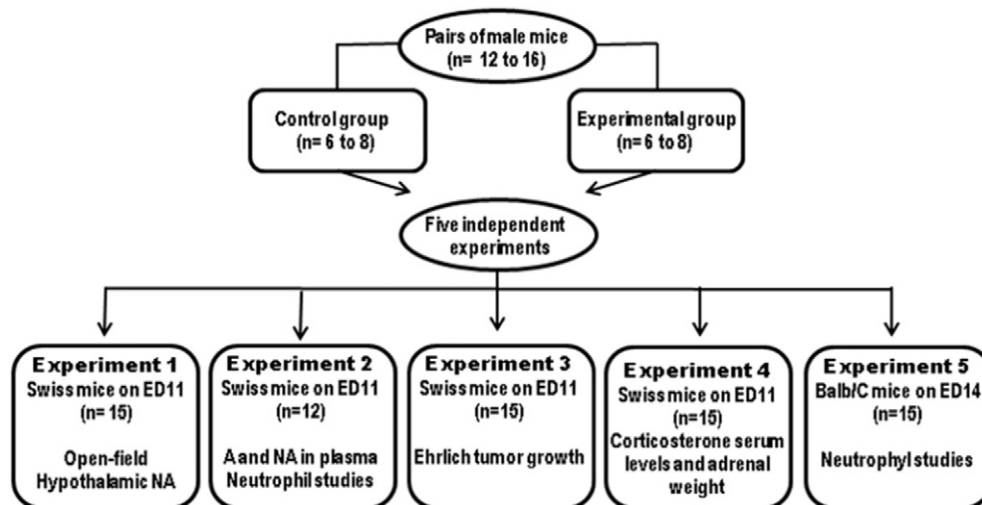 Pairs of male mice
(n= 12 to 16)
Control group
(n= 6 to 8)
Experimental group
(n= 6 to 8)
Five independent
experiments
Experiment 1
Swiss mice on ED11
(n= 15)
Open-field
Hypothalamic NA
Experiment 2
Swiss mice on ED11
(n=12)
A and NA in plasma
Neutrophil studies
Experiment 3
Swiss mice on ED11
(n=15)
Ehrlich tumor growth
Experiment 4
Swiss mice on ED11
(n=15)
Corticosterone serum
levels and adrenal
weight
Experiment 5
Balb/C mice on ED14
(n=15)
Neutrophyl studies